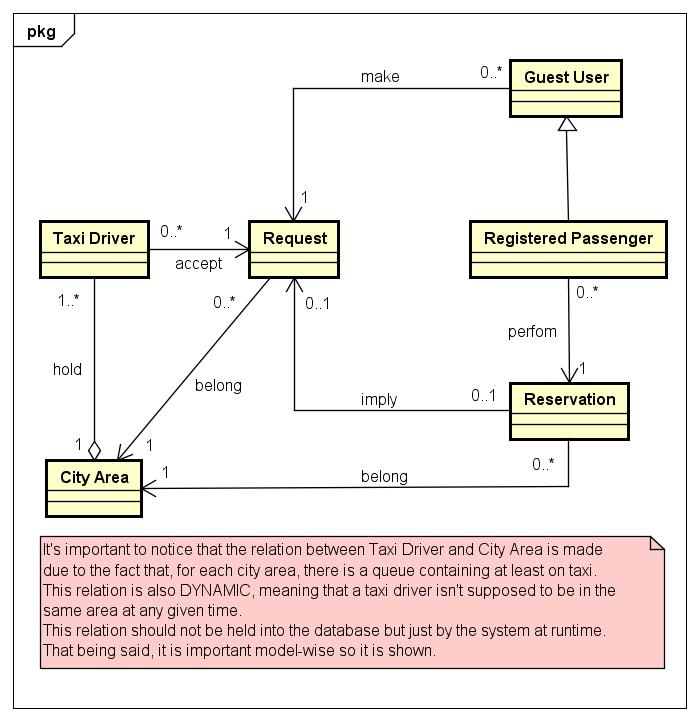 pkg
make
0..*
Guest User
1
Taxi Driver
0..*
1
accept
Request
Registered Passenger
1..*
0..*
0..1
0..*
perfom
hold
belong
1
imply
0..1
Reservation
1
1
1
belong
0..*
City Area
It's important to notice that the relation between Taxi Driver and City Area is made
due to the fact that, for each city area, there is a queue containing at least on taxi.
This relation is also DYNAMIC, meaning that a taxi driver isn't supposed to be in the
same area at any given time.
This relation should not be held into the database but just by the system at runtime.
That being said, it is important model-wise so it is shown.